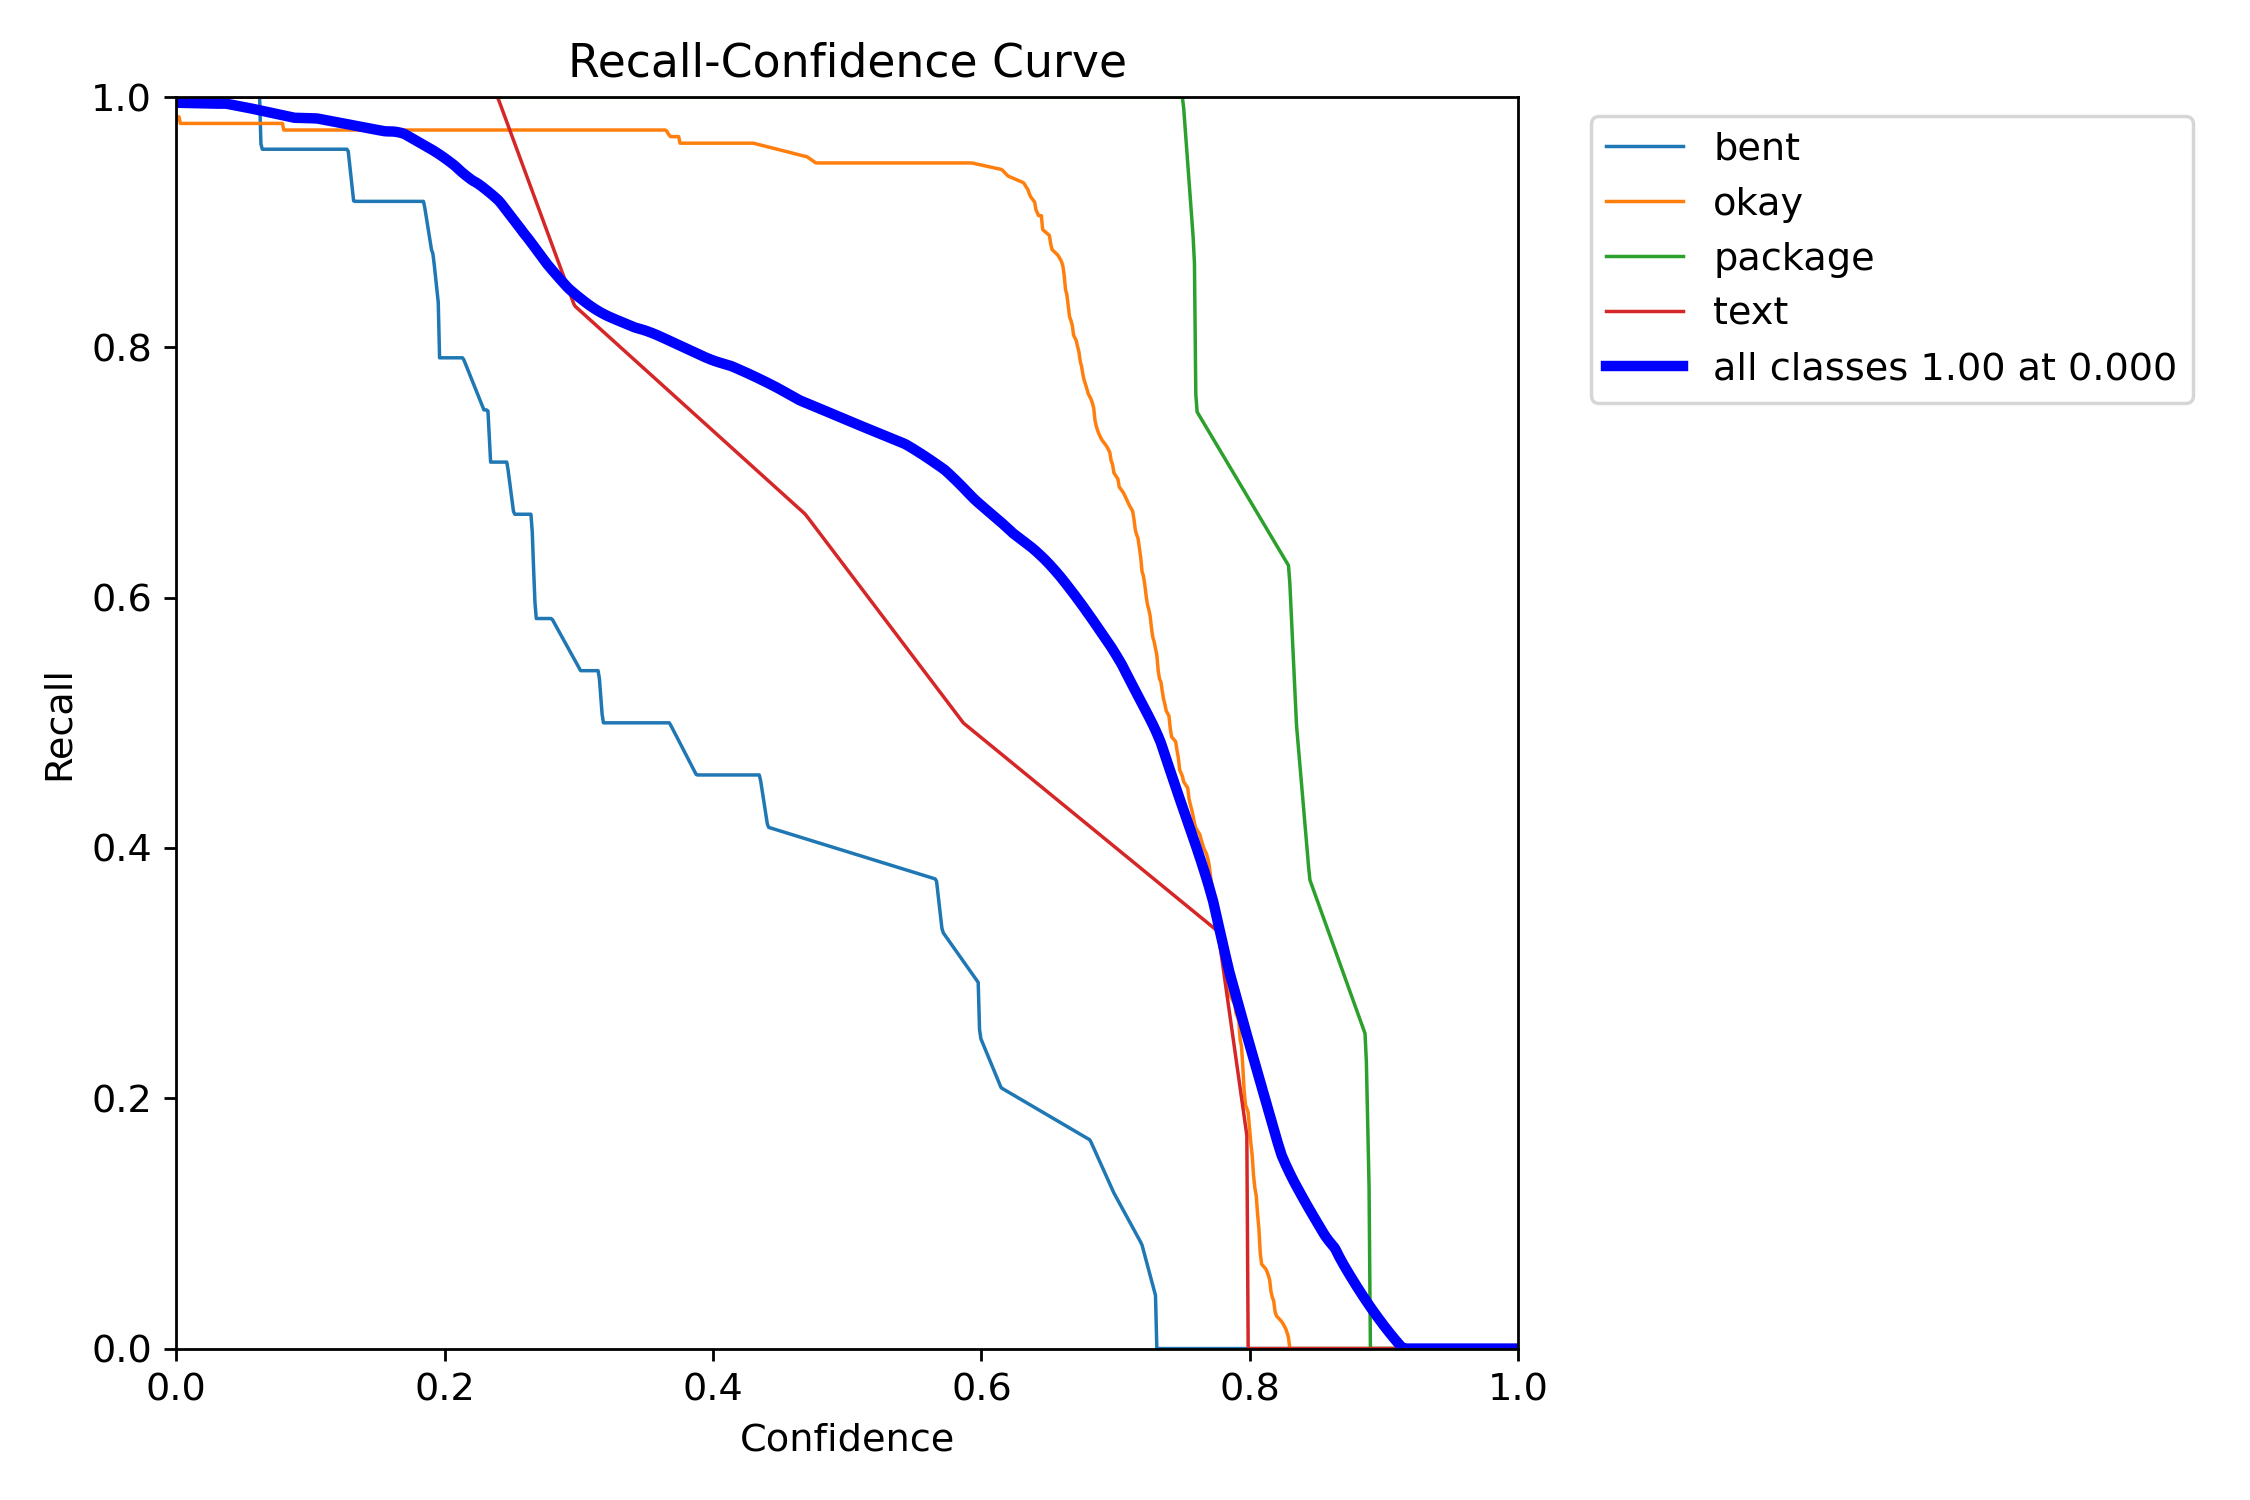 Recall-Confidence Curve
1.0
0.8
0.6
0.4
0.2
0.0
Recall
0.0 0.2 0.4 0.6 0.8 1.0
Confidence
bent
okay
package
text
all classes 1.00 at 0.000